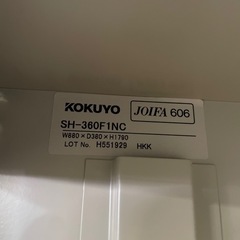 KOKUYO JOIFA 606
SH-360F1NC
W880×D380×H1790
LOT No. H551929 HKK